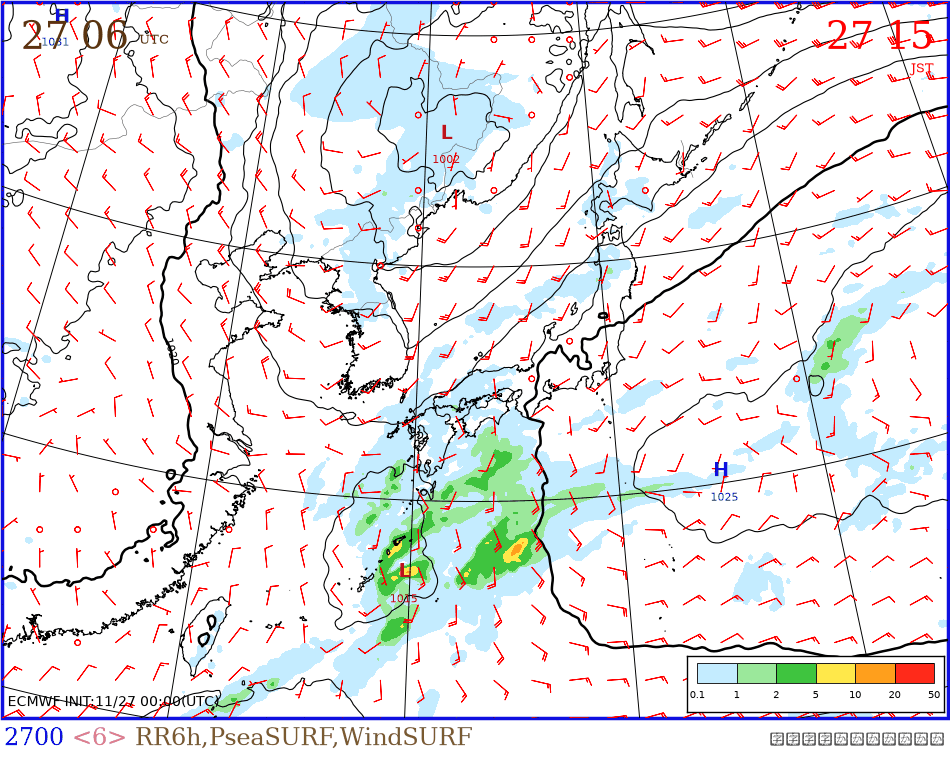 27 06 UTC
H
1031
27 15
JST
L
1002
1020
H
1025
L
1015
ECMWF INIT:11/27 00:00(UTC)
0.1 1 2 5 10 20 50
2700 <6> RR6h,PseaSURF,WindSURF